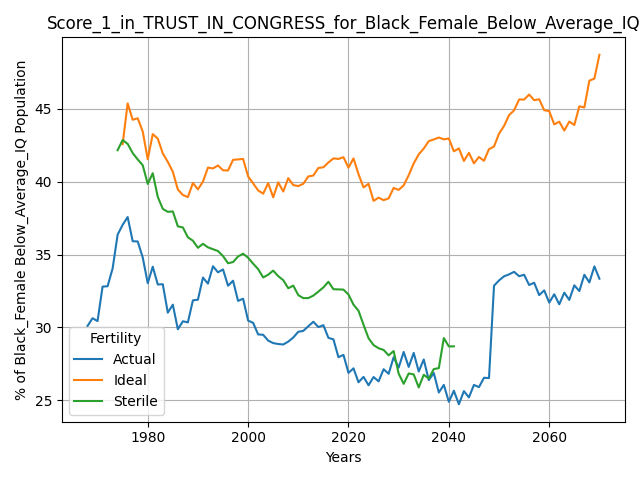 Score_1_in_TRUST_IN_CONGRESS_for_Black_Female_Below_Average_IQ
% of Black_Female Below_Average_IQ Population
45
40
35
30
25
Fertility
Actual
Ideal
Sterile
1980
2000
2020
2040
2060
Years